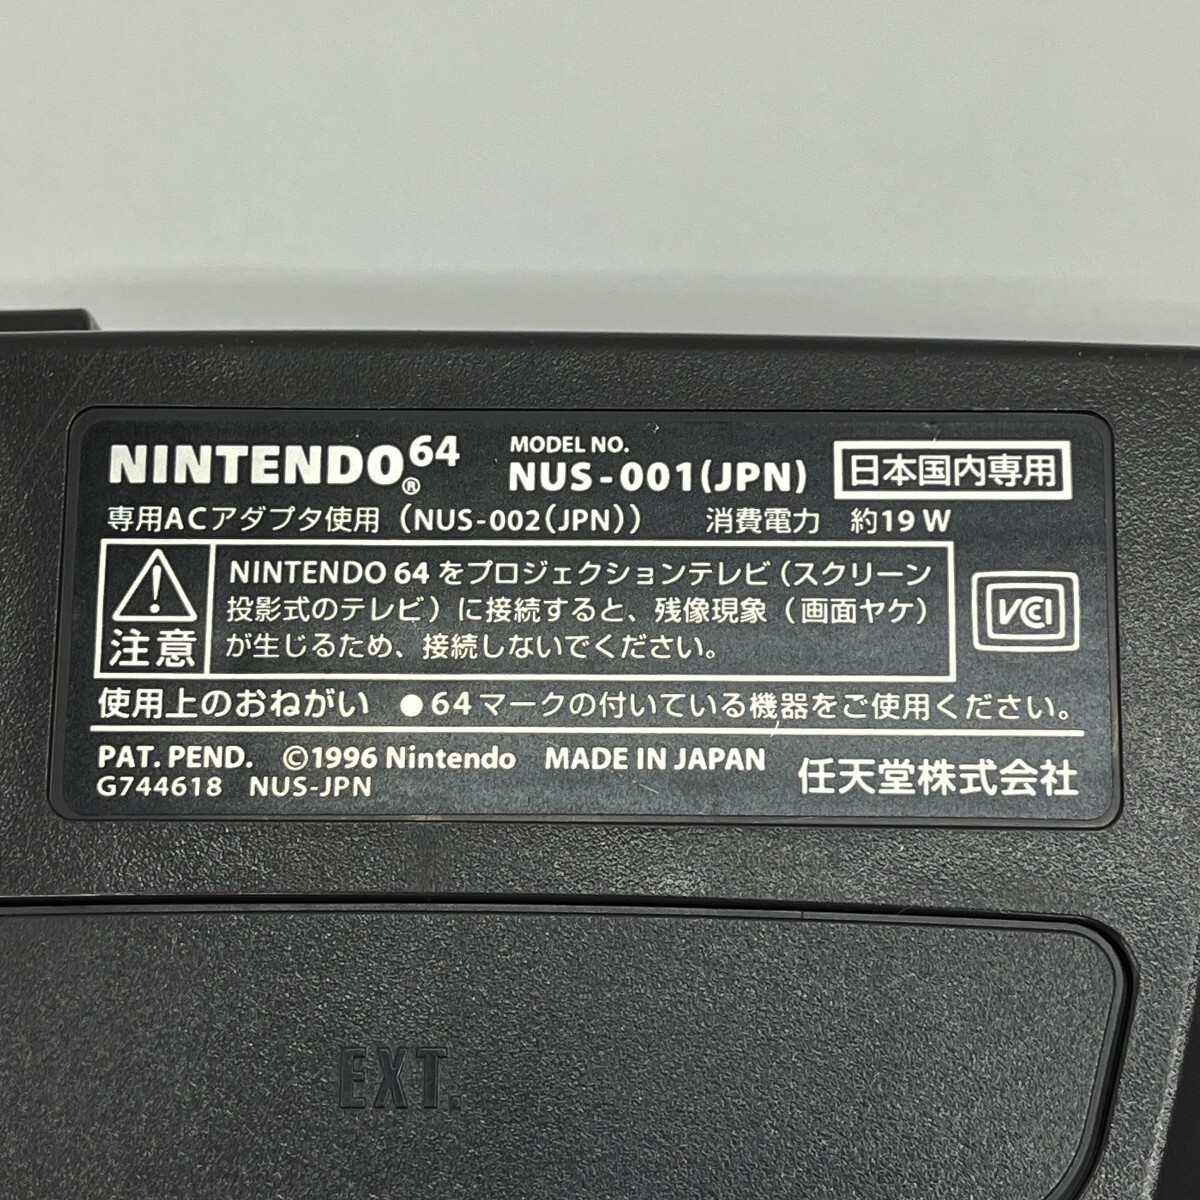 NINTENDO®64
MODEL NO.
NUS-001(JPN)
日本国内専用
専用ACアダプタ使用（NUS-002(JPN)） 消費電力 約19W
注意
NINTENDO 64 をプロジェクションテレビ（スクリーン
投影式のテレビ）に接続すると、残像現象（画面ヤケ）
が生じるため、接続しないでください。
VCCI
使用上のおねがい ●64マークの付いている機器をご使用ください。
PAT. PEND. ©1996 Nintendo MADE IN JAPAN
G744618 NUS-JPN
任天堂株式会社
EXT.